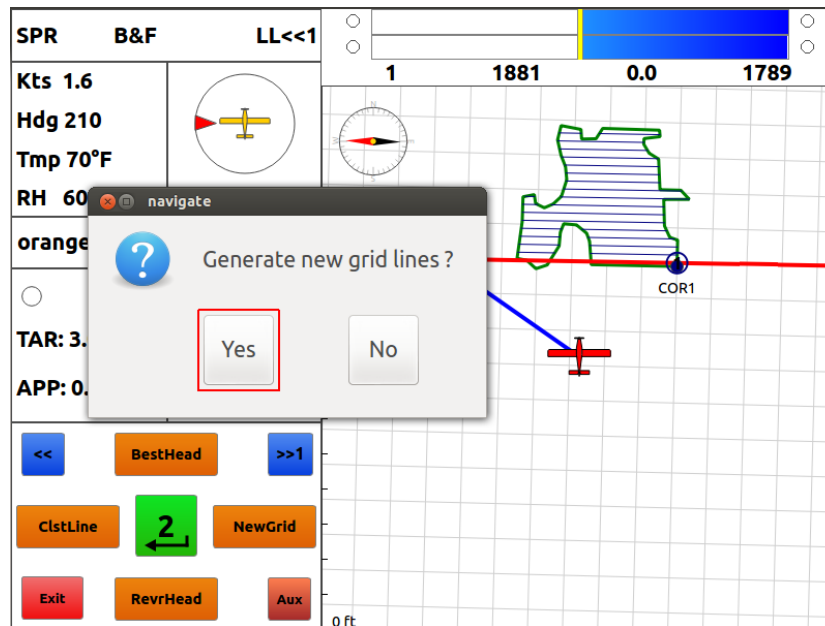 SPR B&F LL<<1
1 1881 0.0 1789
Kts 1.6
Hdg 210
Tmp 70°F
RH 60
orange
TAR: 3.
APP: 0.
navigate
Generate new grid lines ?
Yes No
N
S
COR1
<< BestHead >>1
ClstLine 2 NewGrid
Exit RevrHead Aux
0 ft